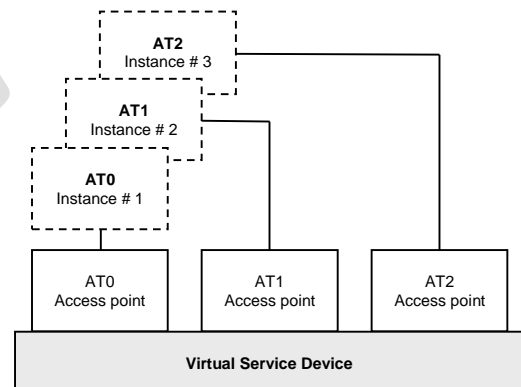 AT2
Instance # 3
AT1
Instance # 2
AT0
Instance # 1
AT0
Access point
AT1
Access point
AT2
Access point
Virtual Service Device